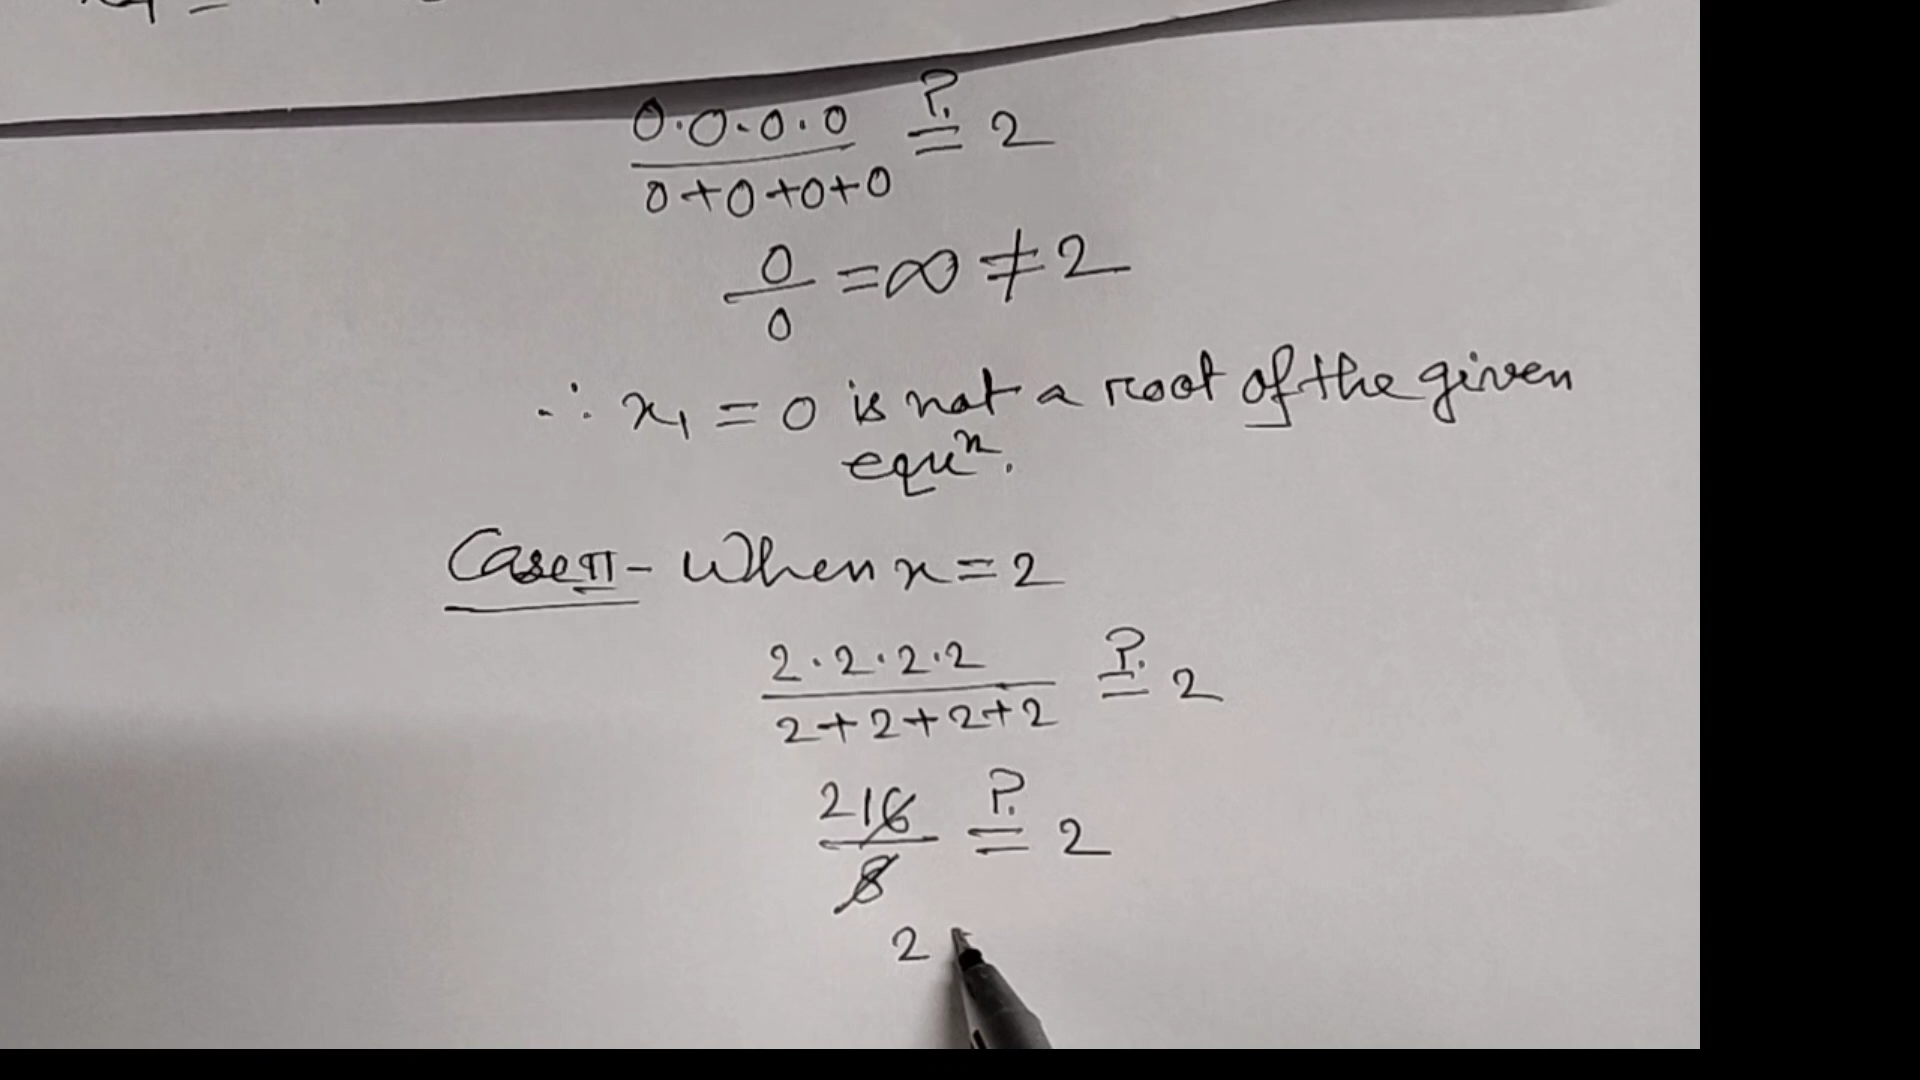 0·0·0·0 / 0+0+0+0 ?= 2
0/0 = ∞ ≠ 2
∴ x₁ = 0 is not a root of the given
equⁿ.
Case II - When x = 2
2·2·2·2 / 2+2+2+2 ?= 2
2 16/8 ?= 2
2